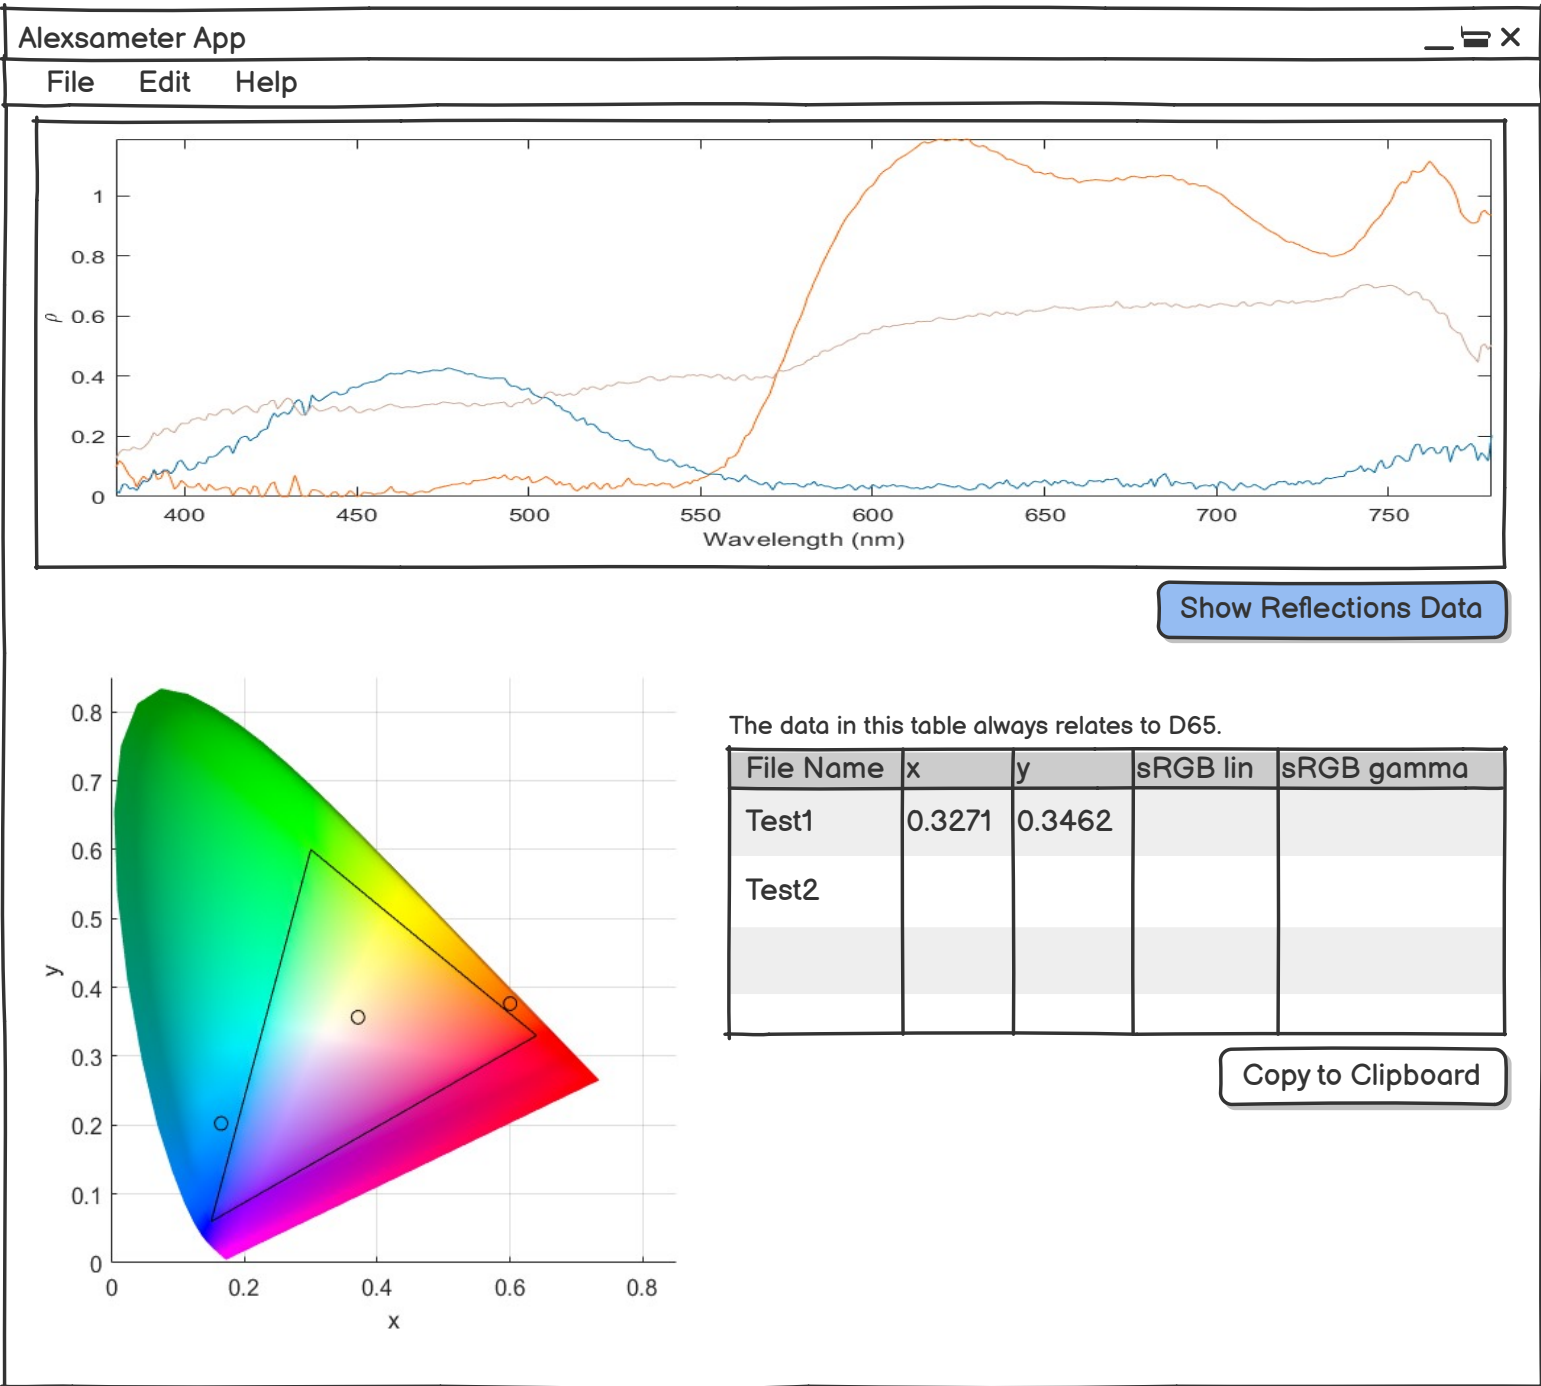 Alexsameter App
File Edit Help
1
0.8
0.6
0.4
0.2
0
ρ
400 450 500 550 600 650 700 750
Wavelength (nm)
Show Reflections Data
0.8
0.7
0.6
0.5
0.4
0.3
0.2
0.1
0
y
0 0.2 0.4 0.6 0.8
x
The data in this table always relates to D65.
File Name x y sRGB lin sRGB gamma
Test1 0.3271 0.3462
Test2
Copy to Clipboard